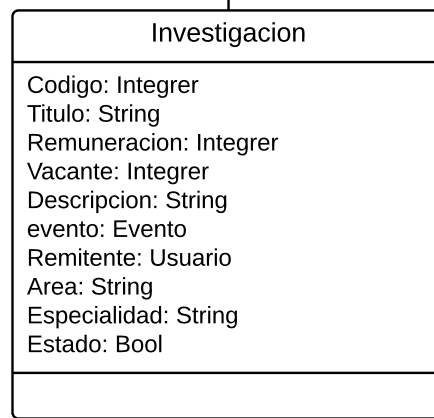 Investigacion
Codigo: Integrer
Titulo: String
Remuneracion: Integrer
Vacante: Integrer
Descripcion: String
evento: Evento
Remitente: Usuario
Area: String
Especialidad: String
Estado: Bool